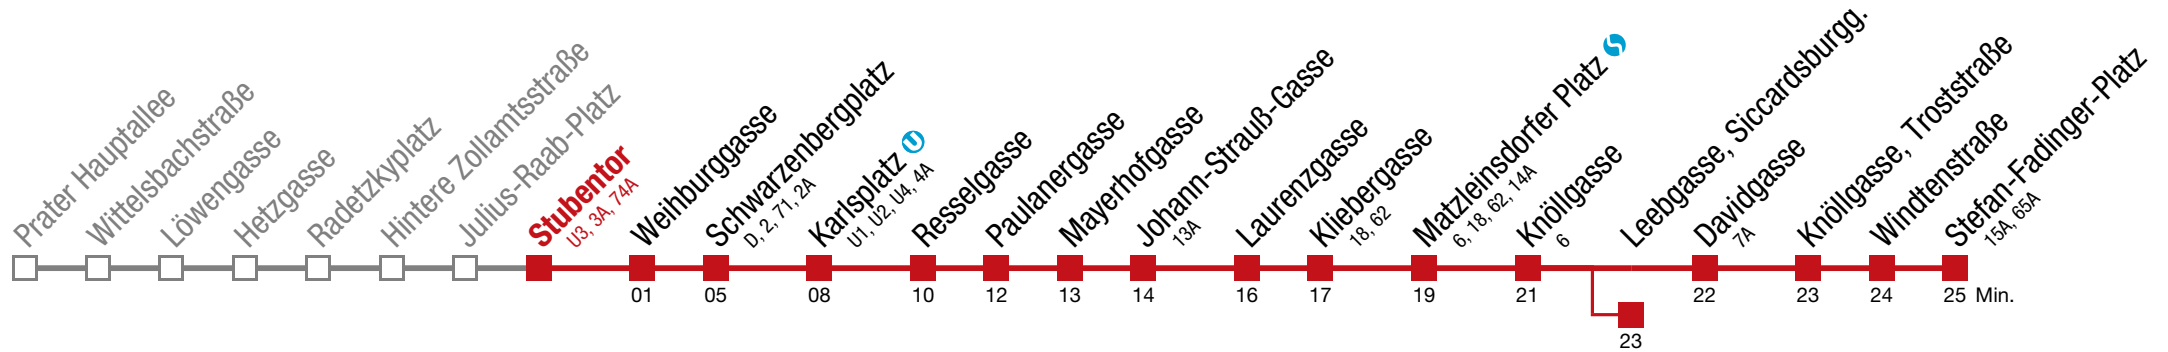 Prater Hauptallee
Wittelsbachstraße
Löwengasse
Hetzgasse
Radetzkyplatz
Hintere Zollamtsstraße
Julius-Raab-Platz
Stubentor
U3, 3A, 74A
Weihburggasse
Schwarzenbergplatz
D, 2, 71, 2A
Karlsplatz U
U1, U2, U4, 4A
Resselgasse
Paulanergasse
Mayerhofgasse
Johann-Strauß-Gasse
13A
Laurenzgasse
Kliebergasse
18, 62
Matzleinsdorfer Platz S
6, 18, 62, 14A
Knöllgasse
6
Leebgasse, Siccardsburgg.
Davidgasse
7A
Knöllgasse, Troststraße
Windtenstraße
Stefan-Fadinger-Platz
15A, 65A
01 05 08 10 12 13 14 16 17 19 21 22 23 24 25 Min.
23